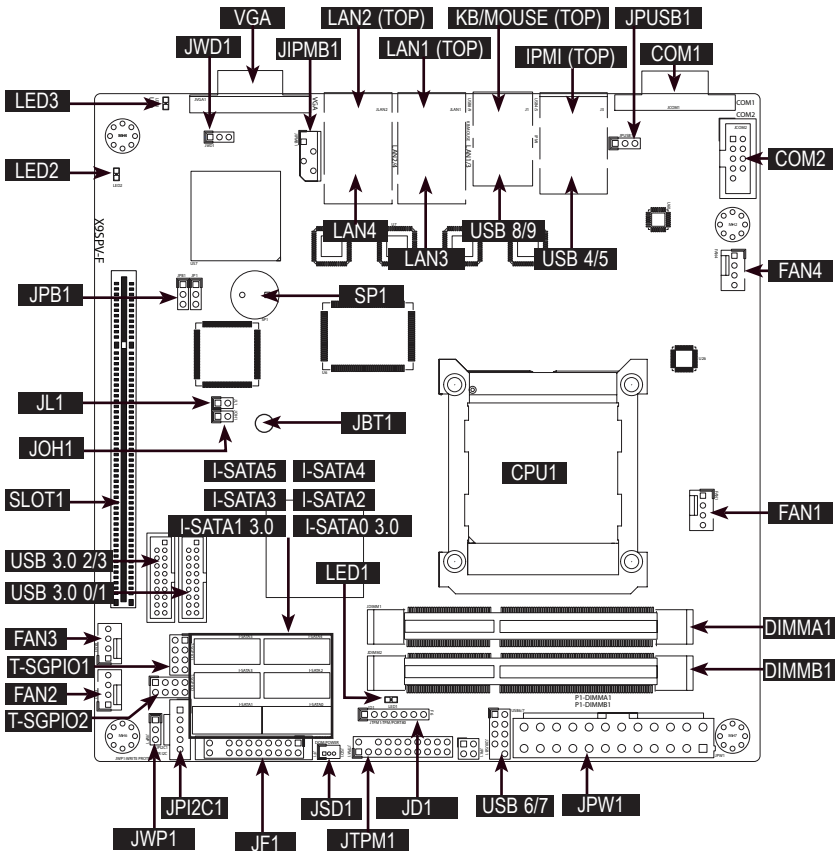 VGA
LAN2 (TOP)
KB/MOUSE (TOP)
JPUSB1
JWD1
JIPMB1
LAN1 (TOP)
IPMI (TOP)
COM1
LED3
VGA
COM1
COM2
COM2
LED2
LED2
LAN4
USB 8/9
LAN3
USB 4/5
X9SPV-F
FAN4
JPB1
SP1
JL1
JBT1
JOH1
I-SATA5
I-SATA4
CPU1
SLOT1
I-SATA3
I-SATA2
I-SATA1 3.0
I-SATA0 3.0
FAN1
USB 3.0 2/3
LED1
USB 3.0 0/1
FAN3
DIMMA1
T-SGPIO1
DIMMB1
FAN2
P1-DIMMA1
P1-DIMMB1
T-SGPIO2
JPI2C1
JSD1
JD1
USB 6/7
JPW1
JWP1
JF1
JTPM1